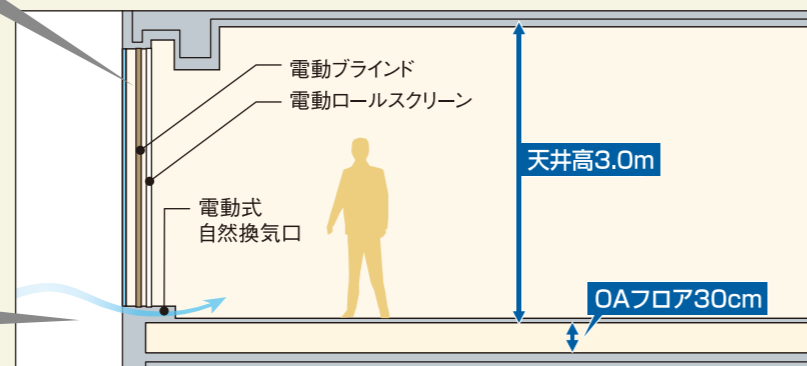 電動ブラインド
電動ロールスクリーン
天井高3.0m
電動式
自然換気口
OAフロア30cm